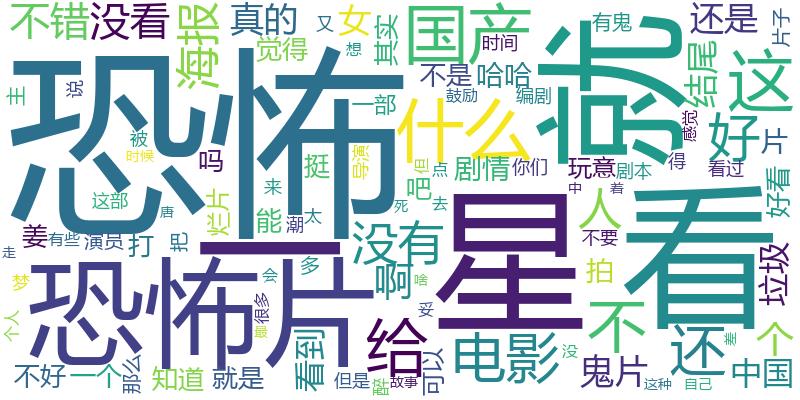 不错
没看
海报
真的
觉得
又
女
想
其实
国产
时间
不是
哈哈
一部
鼓励
编剧
就
有鬼
还是
片子
结尾
这
好
感觉
片
主
说
恐怖
被
时候
吗
挺
导演
什么
吧
但
点
剧情
你们
玩意
剧本
得
看过
好看
这部
唐
烂片
来
能
潮
太
死
去
中
着
人
不要
姜
有些
演员
打
把
一
没有
星
看
走
梦
个人
恐怖片
会
多
很多
最
啊
啥
妥
给
拍
不
垃圾
电影
没
还
差
个
鬼片
中国
不好
一个
那么
知道
就是
看到
但是
故事
可以
这种
自己